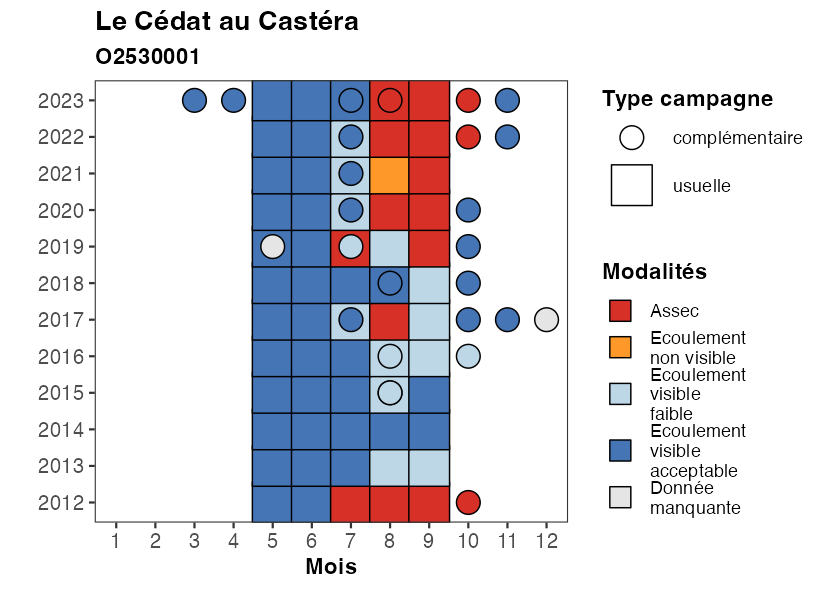 Le Cédat au Castéra
O2530001
2023
2022
2021
2020
2019
2018
2017
2016
2015
2014
2013
2012
1 2 3 4 5 6 7 8 9 10 11 12
Mois
Type campagne
complémentaire
usuelle
Modalités
Assec
Ecoulement
non visible
Ecoulement
visible
faible
Ecoulement
visible
acceptable
Donnée
manquante